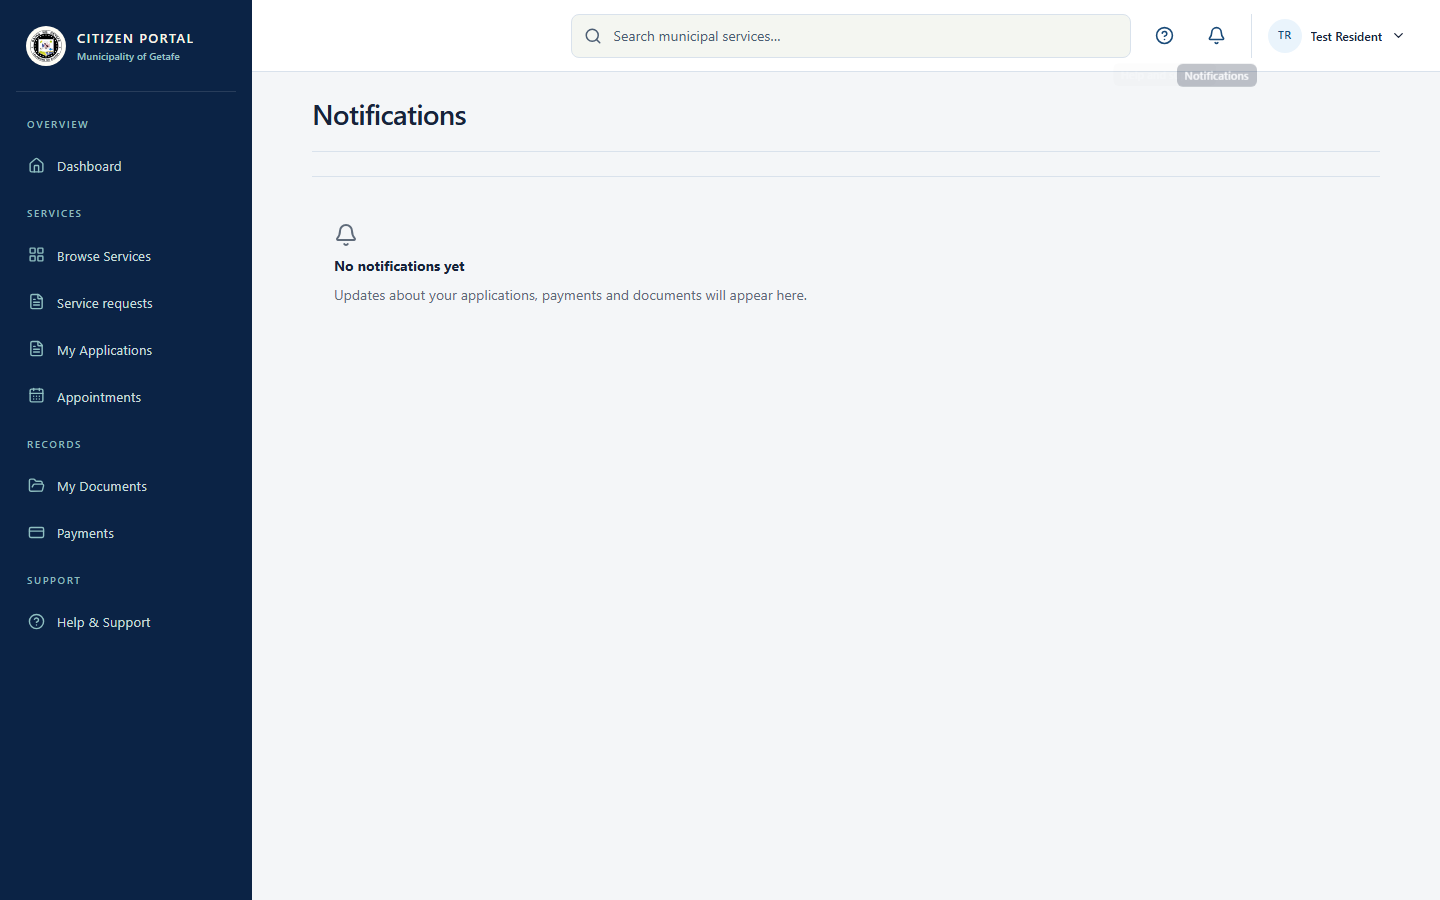 CITIZEN PORTAL
Municipality of Getafe
OVERVIEW
Dashboard
SERVICES
Browse Services
Service requests
My Applications
Appointments
RECORDS
My Documents
Payments
SUPPORT
Help & Support
Search municipal services...
TR
Test Resident
Notifications
Notifications
No notifications yet
Updates about your applications, payments and documents will appear here.